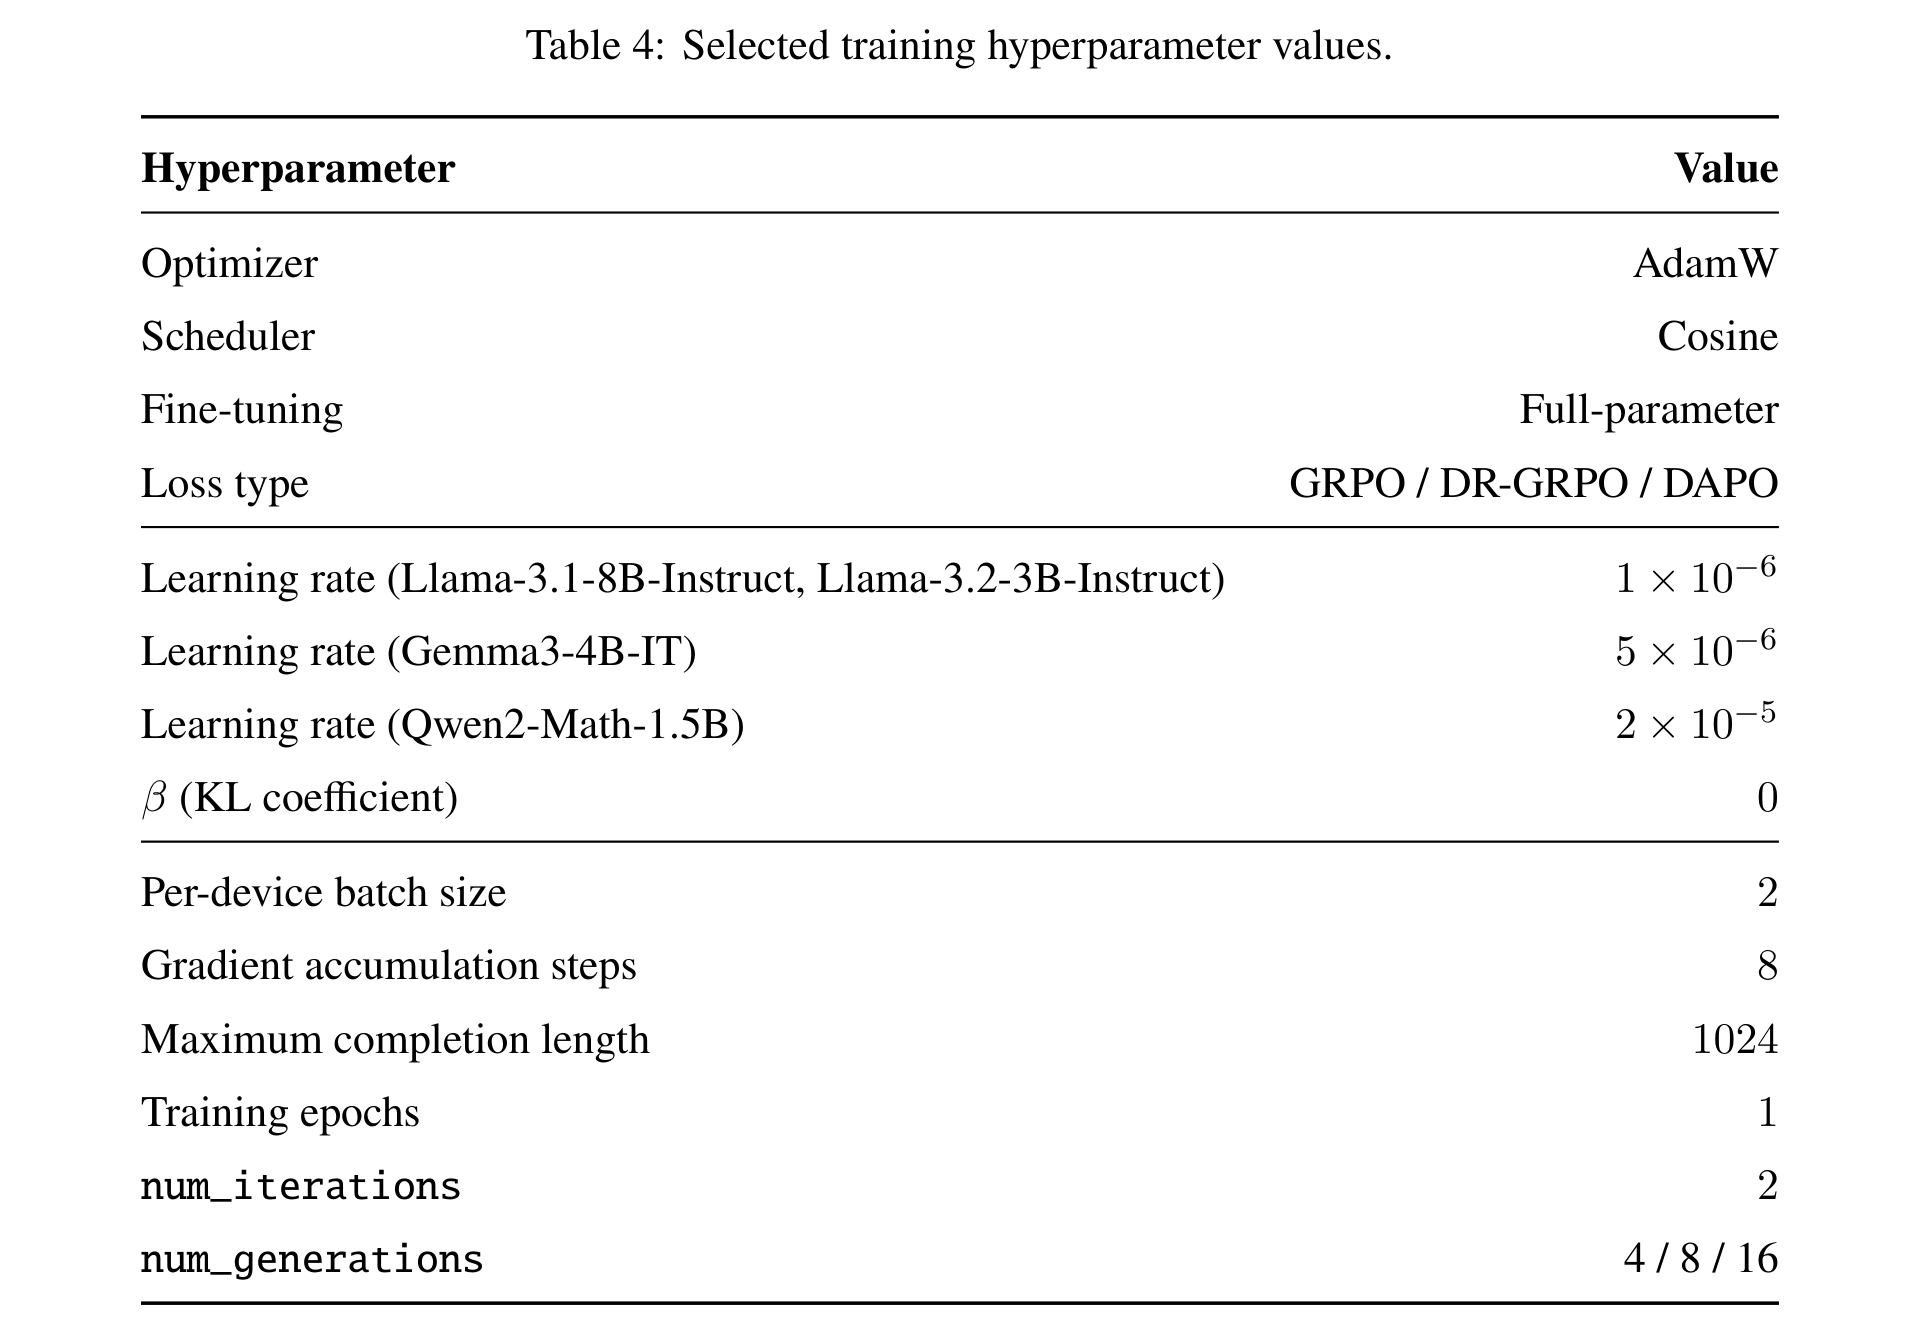 Table 4: Selected training hyperparameter values.
Hyperparameter Value
Optimizer AdamW
Scheduler Cosine
Fine-tuning Full-parameter
Loss type GRPO / DR-GRPO / DAPO
Learning rate (Llama-3.1-8B-Instruct, Llama-3.2-3B-Instruct) 1 × 10⁻⁶
Learning rate (Gemma3-4B-IT) 5 × 10⁻⁶
Learning rate (Qwen2-Math-1.5B) 2 × 10⁻⁵
β (KL coefficient) 0
Per-device batch size 2
Gradient accumulation steps 8
Maximum completion length 1024
Training epochs 1
num_iterations 2
num_generations 4 / 8 / 16